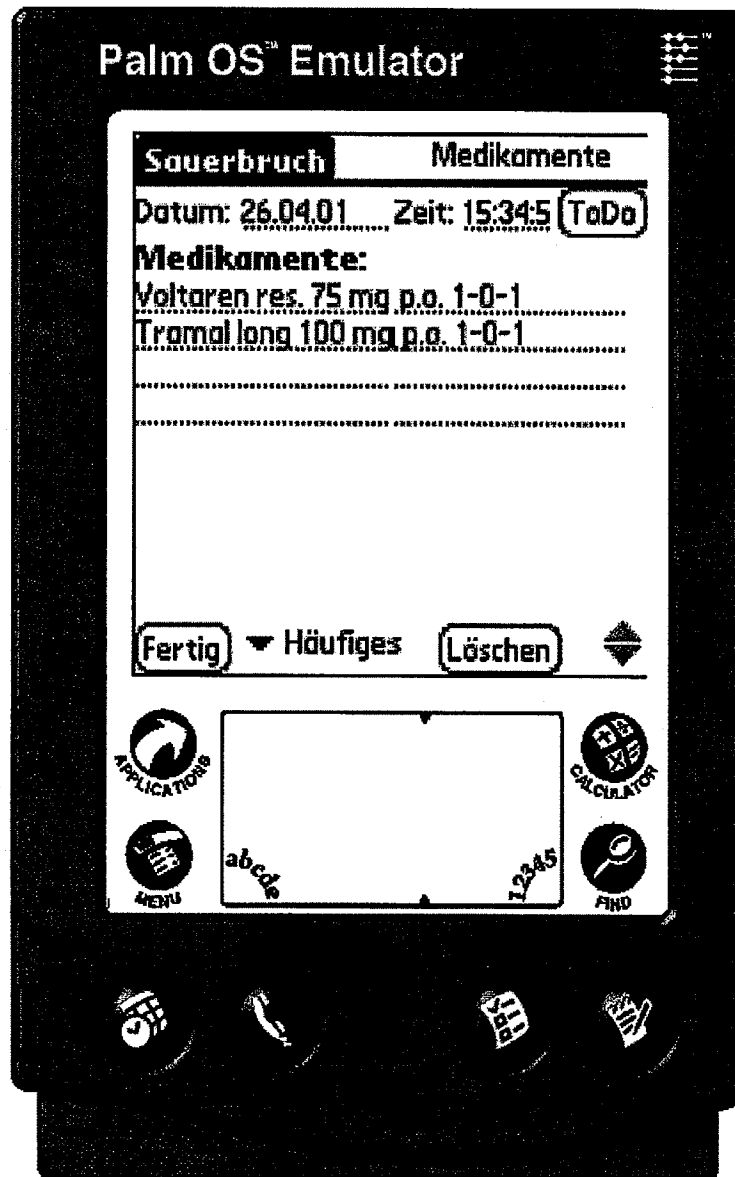 Palm OS™ Emulator ™
Sauerbruch Medikamente
Datum: 26.04.01 Zeit: 15:34:5 ToDo
Medikamente:
Voltaren res. 75 mg p.o. 1-0-1
Tramal long 100 mg p.o. 1-0-1
Fertig Häufiges Löschen
APPLICATIONS CALCULATOR
abcde 12345
MENU FIND